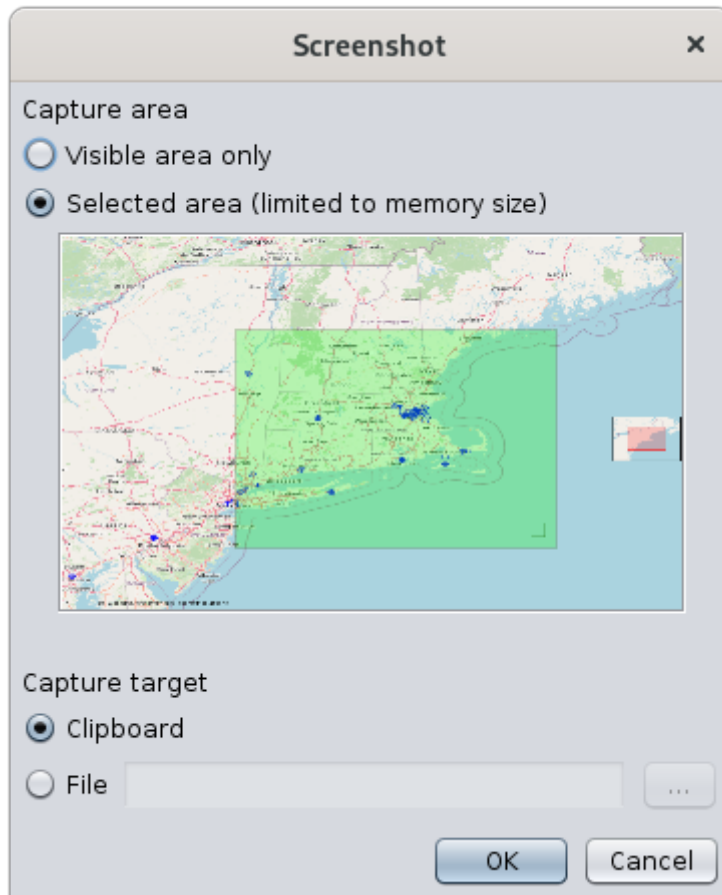 Screenshot ×
Capture area
Visible area only
Selected area (limited to memory size)
Capture target
Clipboard
File ...
OK Cancel